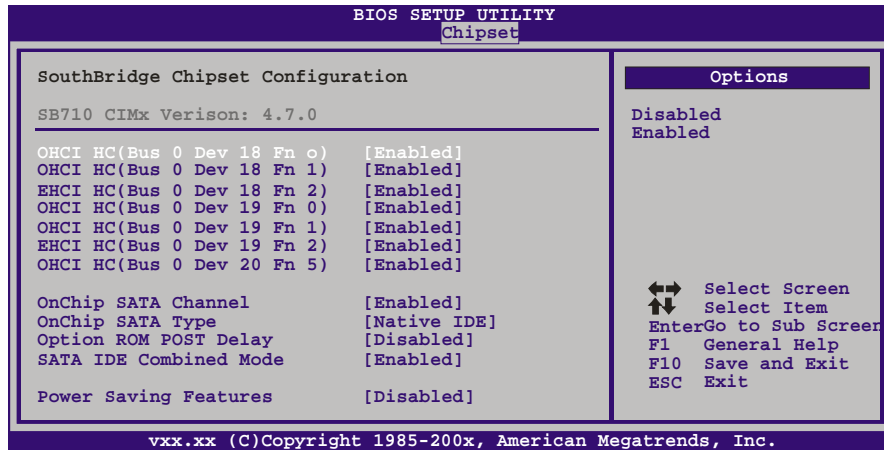 BIOS SETUP UTILITY
Chipset
SouthBridge Chipset Configuration
SB710 CIMx Verison: 4.7.0
OHCI HC(Bus 0 Dev 18 Fn o) [Enabled]
OHCI HC(Bus 0 Dev 18 Fn 1) [Enabled]
EHCI HC(Bus 0 Dev 18 Fn 2) [Enabled]
OHCI HC(Bus 0 Dev 19 Fn 0) [Enabled]
OHCI HC(Bus 0 Dev 19 Fn 1) [Enabled]
EHCI HC(Bus 0 Dev 19 Fn 2) [Enabled]
OHCI HC(Bus 0 Dev 20 Fn 5) [Enabled]
OnChip SATA Channel [Enabled]
OnChip SATA Type [Native IDE]
Option ROM POST Delay [Disabled]
SATA IDE Combined Mode [Enabled]
Power Saving Features [Disabled]
Options
Disabled
Enabled
Select Screen
Select Item
EnterGo to Sub Screen
F1 General Help
F10 Save and Exit
ESC Exit
vxx.xx (C)Copyright 1985-200x, American Megatrends, Inc.